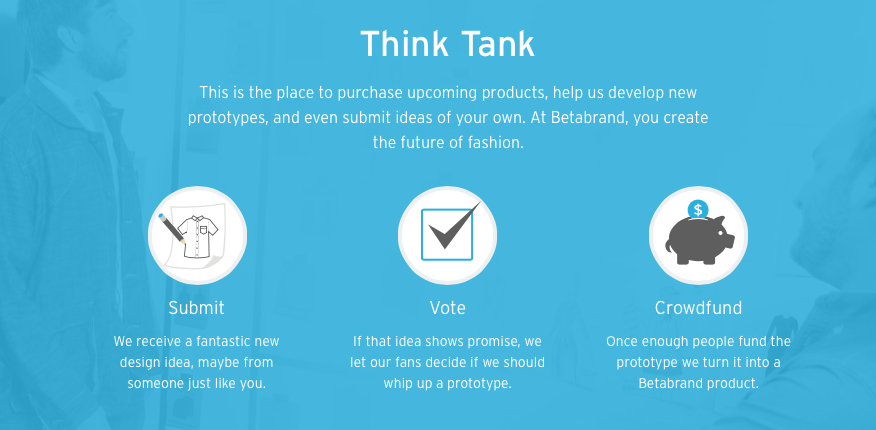 Think Tank
This is the place to purchase upcoming products, help us develop new
prototypes, and even submit ideas of your own. At Betabrand, you create
the future of fashion.
$
Submit
We receive a fantastic new
design idea, maybe from
someone just like you.
Vote
If that idea shows promise, we
let our fans decide if we should
whip up a prototype.
Crowdfund
Once enough people fund the
prototype we turn it into a
Betabrand product.